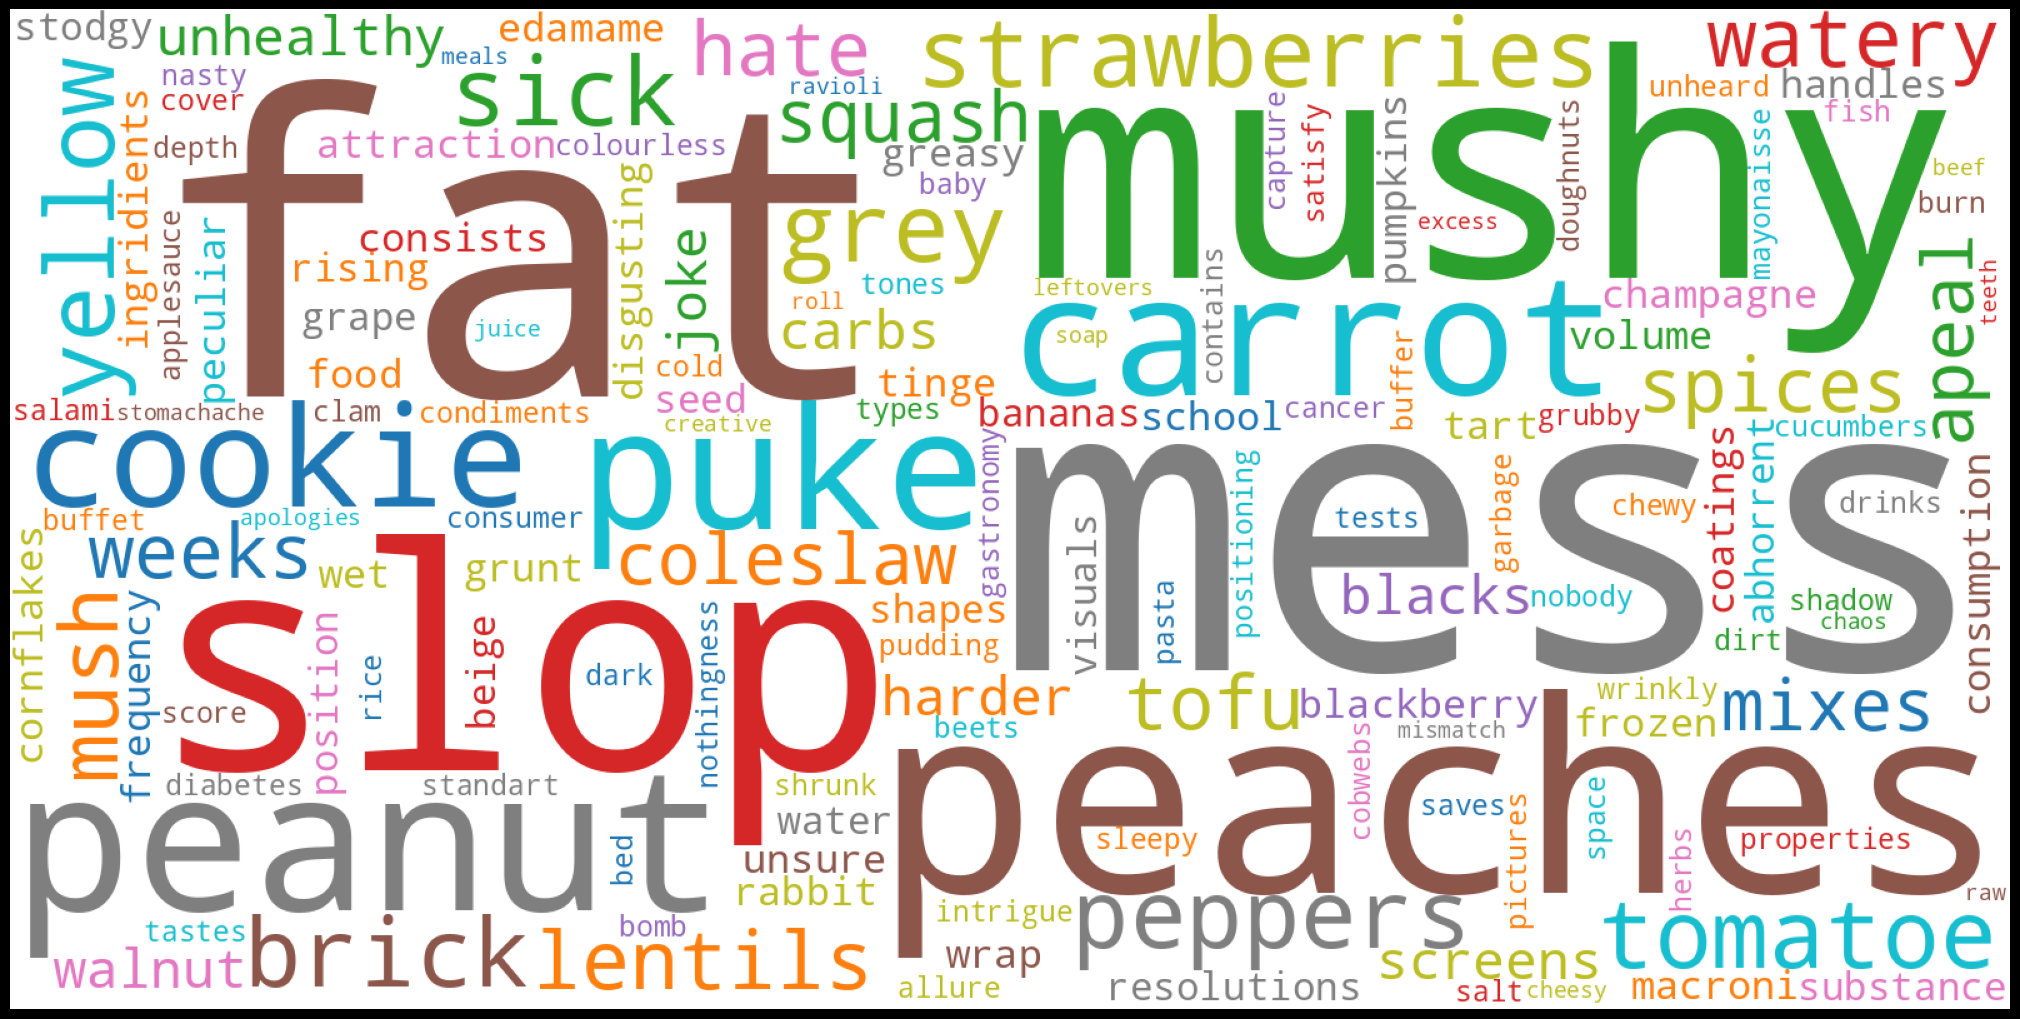 stodgy
unhealthy
meals
edamame
hate
strawberries
watery
nasty
cover
sick
ravioli
unheard
handles
yellow
ingridients
depth
fat
attraction
colourless
squash
greasy
baby
mushy
capture
satisfy
pumpkins
doughnuts
mayonaisse
fish
beef
burn
applesauce
peculiar
consists
rising
grape
juice
disgusting
joke
grey
tones
roll
carbs
excess
leftovers
soap
contains
carrot
champagne
volume
buffer
apeal
teeth
food
cold
seed
tinge
types
creative
spices
salami
stomachache
clam
condiments
bananas
school
cancer
tart
grubby
cucumbers
cookie
puke
mess
gastronomy
positioning
garbage
chewy
coatings
abhorrent
drinks
consumption
buffet
apologies
consumer
tests
weeks
wet
grunt
coleslaw
visuals
blacks
nobody
shadow
chaos
dirt
cornflakes
mush
frequency
slop
shapes
pudding
pasta
position
rice
beige
dark
nothingness
score
harder
beets
tofu
blackberry
wrinkly
frozen
mixes
mismatch
diabetes
standart
shrunk
peaches
cobwebs
saves
space
pictures
herbs
properties
peanut
bed
water
unsure
rabbit
sleepy
raw
tastes
walnut
brick
lentils
bomb
intrigue
wrap
allure
peppers
resolutions
screens
salt
cheesy
tomatoe
macroni
substance